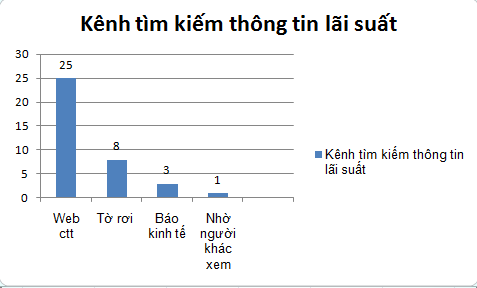 Kênh tìm kiếm thông tin lãi suất
30
25
20
15
10
5
0
25
8
3
1
Web
ctt
Tờ rơi
Báo
kinh tế
Nhờ
người
khác
xem
Kênh tìm kiếm thông tin
lãi suất